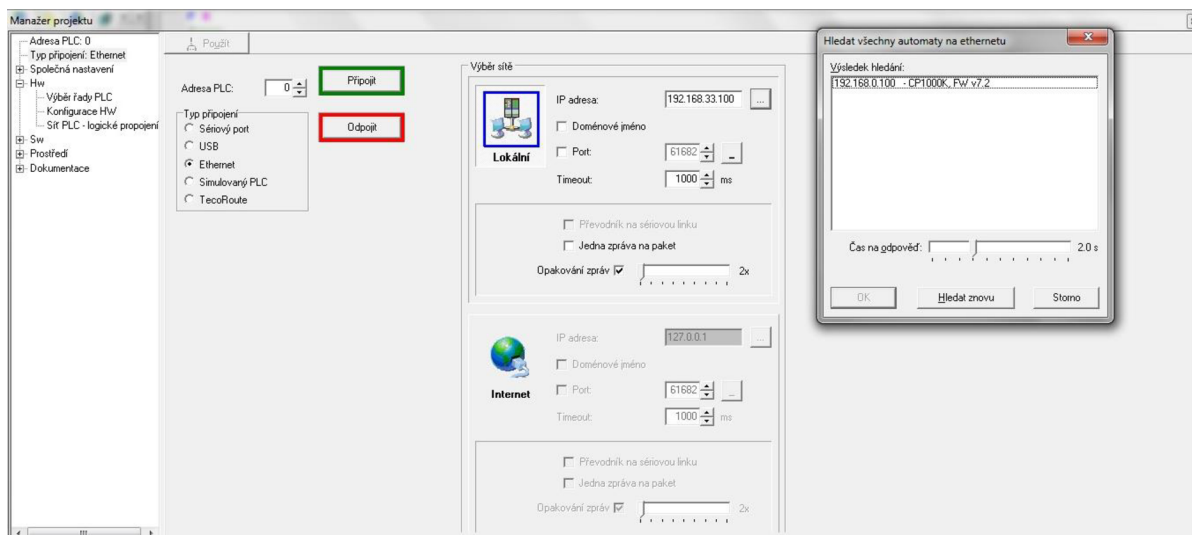 Manažer projektu
Adresa PLC: 0
Typ připojení: Ethernet
Společná nastavení
Hw
Výběr řady PLC
Konfigurace HW
Síť PLC - logické propojení
Sw
Prostředí
Dokumentace
Použít
Adresa PLC: 0
Připojit
Odpojit
Typ připojení
Sériový port
USB
Ethernet
Simulovaný PLC
TecoRoute
Výběr sítě
Lokální
IP adresa: 192.168.33.100 ...
Doménové jméno
Port: 61682
Timeout: 1000 ms
Převodník na sériovou linku
Jedna zpráva na paket
Opakování zpráv 2x
Internet
IP adresa: 127.0.0.1 ...
Doménové jméno
Port: 61682
Timeout: 1000 ms
Převodník na sériovou linku
Jedna zpráva na paket
Opakování zpráv 2x
Hledat všechny automaty na ethernetu
Výsledek hledání:
192.168.0.100 - CP1000K, FW v7.2
Čas na odpověď: 2.0 s
OK
Hledat znovu
Storno